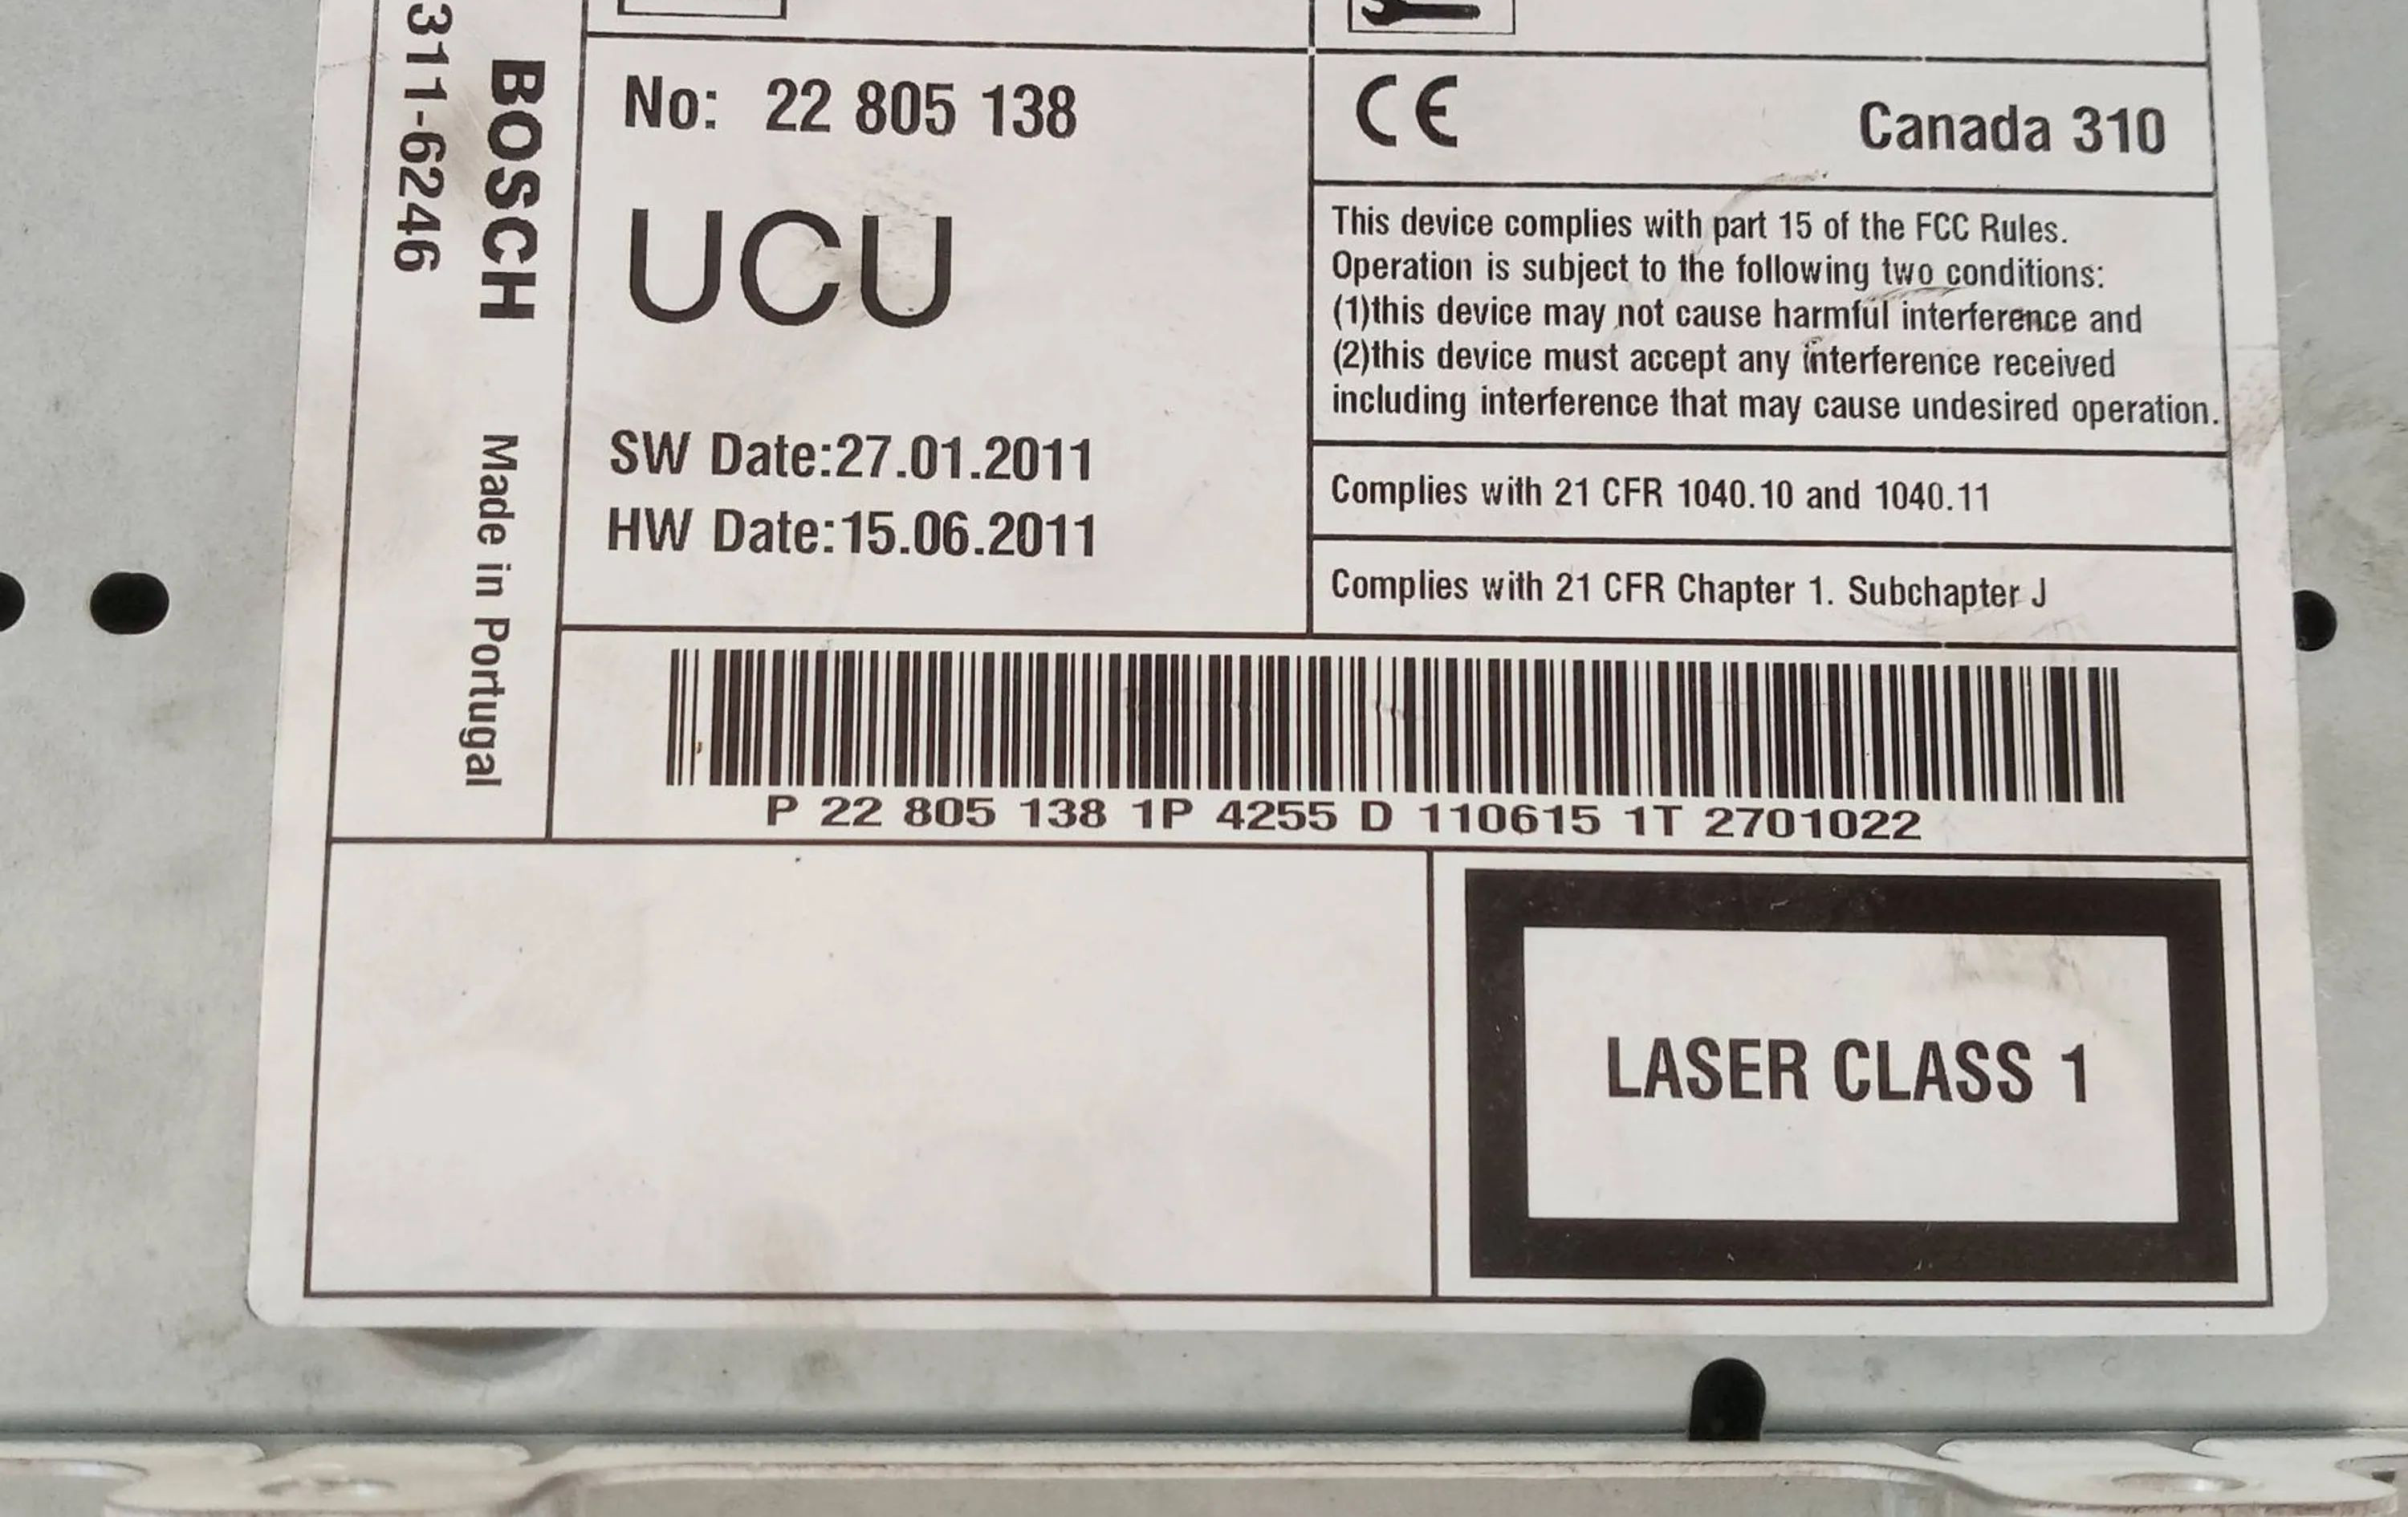 311-6246
BOSCH Made in Portugal
No: 22 805 138
UCU
SW Date:27.01.2011
HW Date:15.06.2011
CE Canada 310
This device complies with part 15 of the FCC Rules.
Operation is subject to the following two conditions:
(1)this device may not cause harmful interference and
(2)this device must accept any interference received
including interference that may cause undesired operation.
Complies with 21 CFR 1040.10 and 1040.11
Complies with 21 CFR Chapter 1. Subchapter J
P 22 805 138 1P 4255 D 110615 1T 2701022
LASER CLASS 1